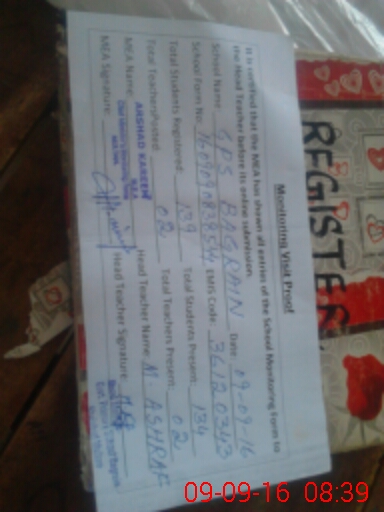 Monitoring Visit Proof
It is certified that the MEA has shown all entries of the School Monitoring Form to
the Head Teacher before its online submission.
School Name: GPS BAGRAIN Date: 09-09-16
School Form No: EMIS Code: 36120343
Total Students Registered: 139 Total Students Present: 134
Total Teachers Posted: 02 Total Teachers Present: 02
MEA Name: ARSHAD KAREEM Head Teacher Name: M. ASHRAF
MEA Signature: Head Teacher Signature
REGISTER
09-09-16 08:39